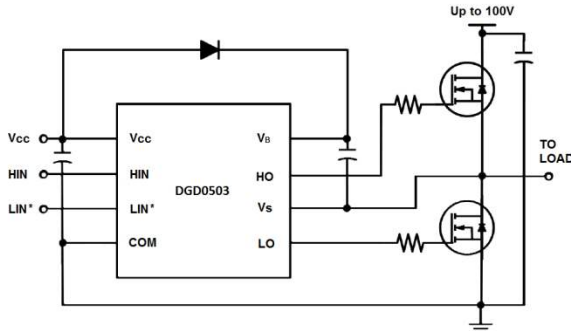 Up to 100V
Vcc
HIN
LIN*
Vcc
HIN
LIN*
COM
DGD0503
VB
HO
Vs
LO
TO
LOAD